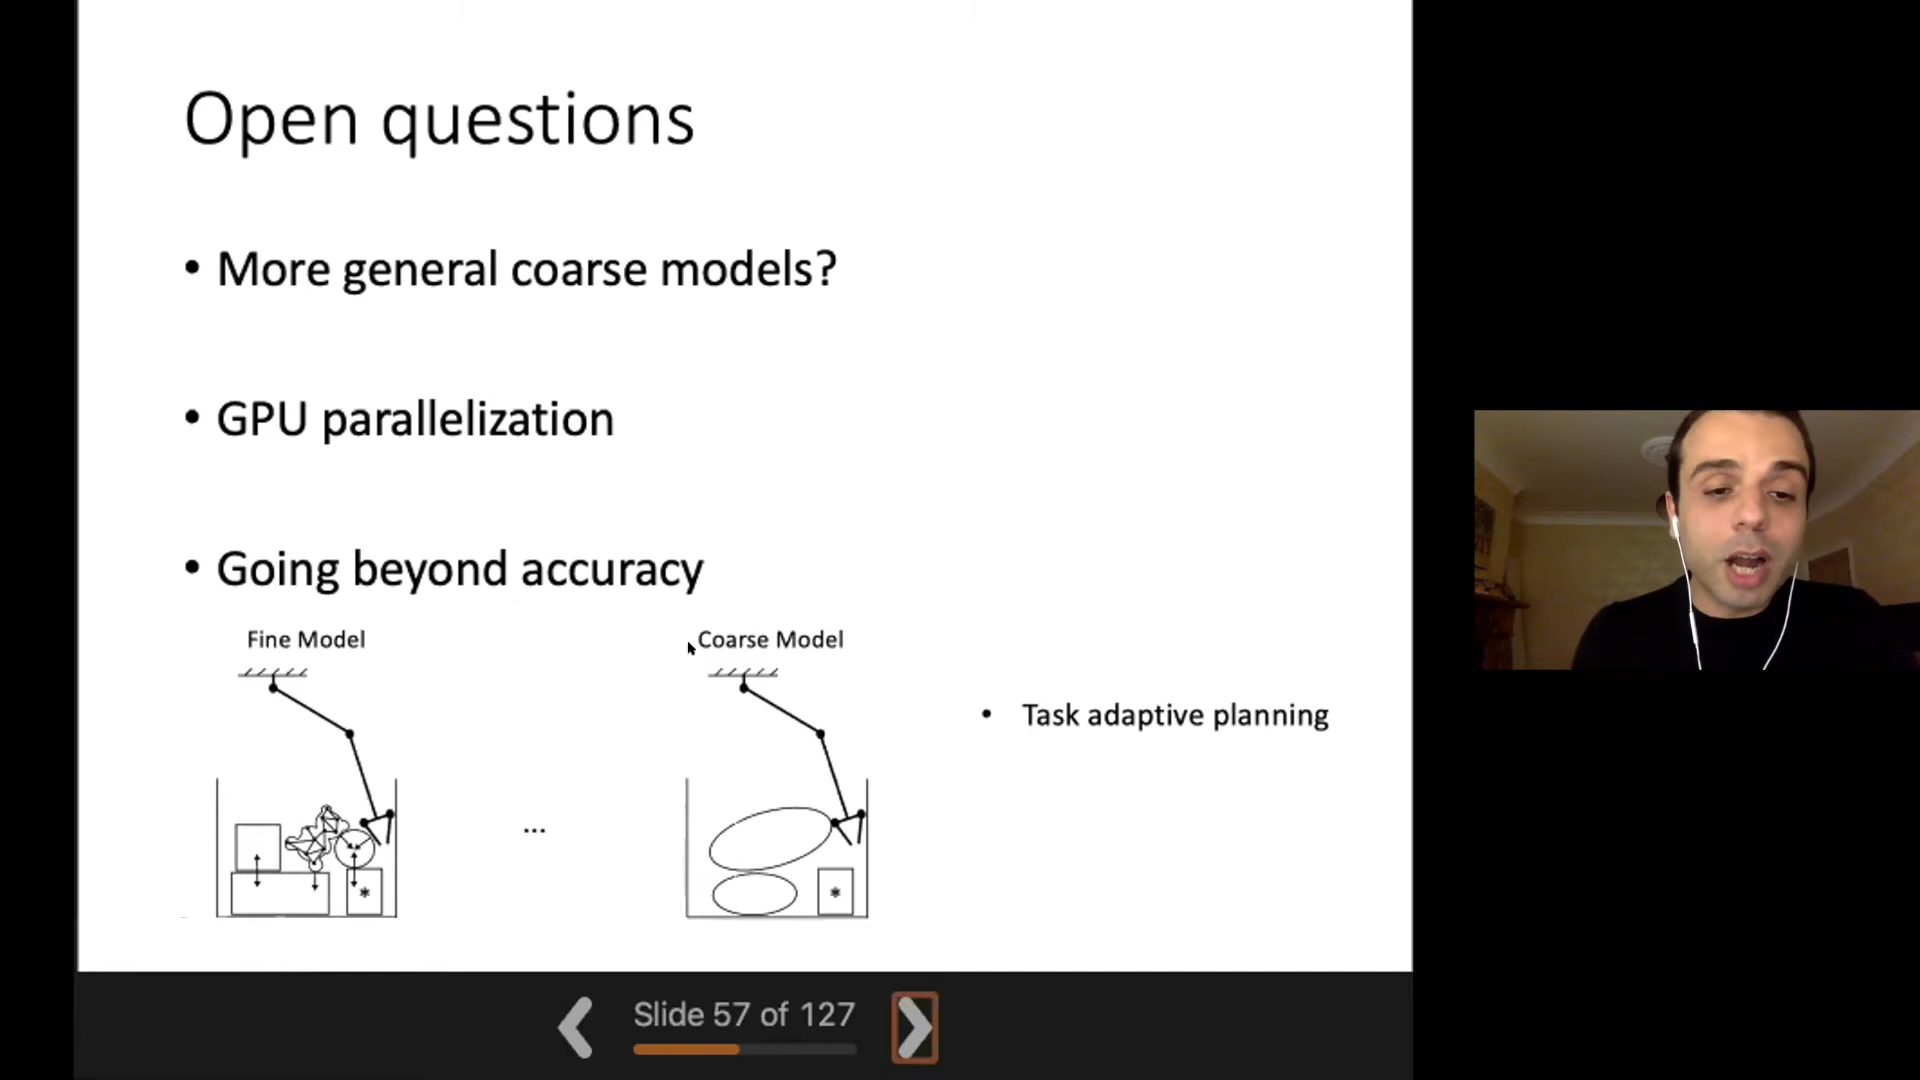 Open questions
• More general coarse models?
• GPU parallelization
• Going beyond accuracy
Fine Model
Coarse Model
• Task adaptive planning
...
*
*
Slide 57 of 127